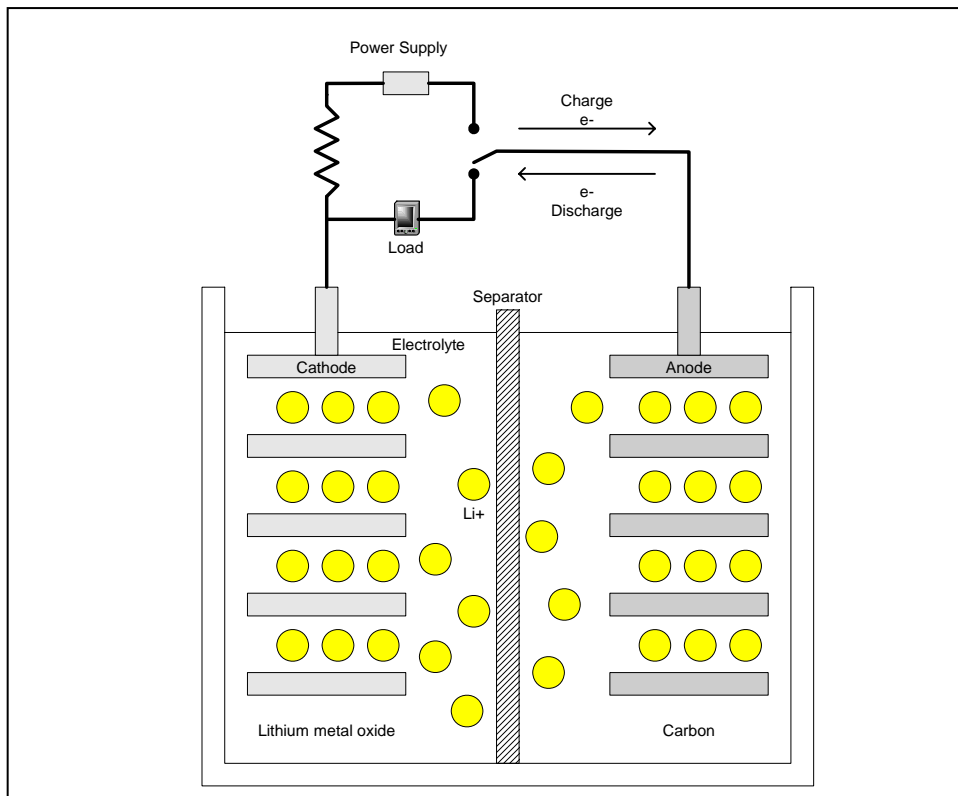 Power Supply
Charge
e-
e-
Discharge
Load
Separator
Electrolyte
Cathode
Anode
Li+
Lithium metal oxide
Carbon